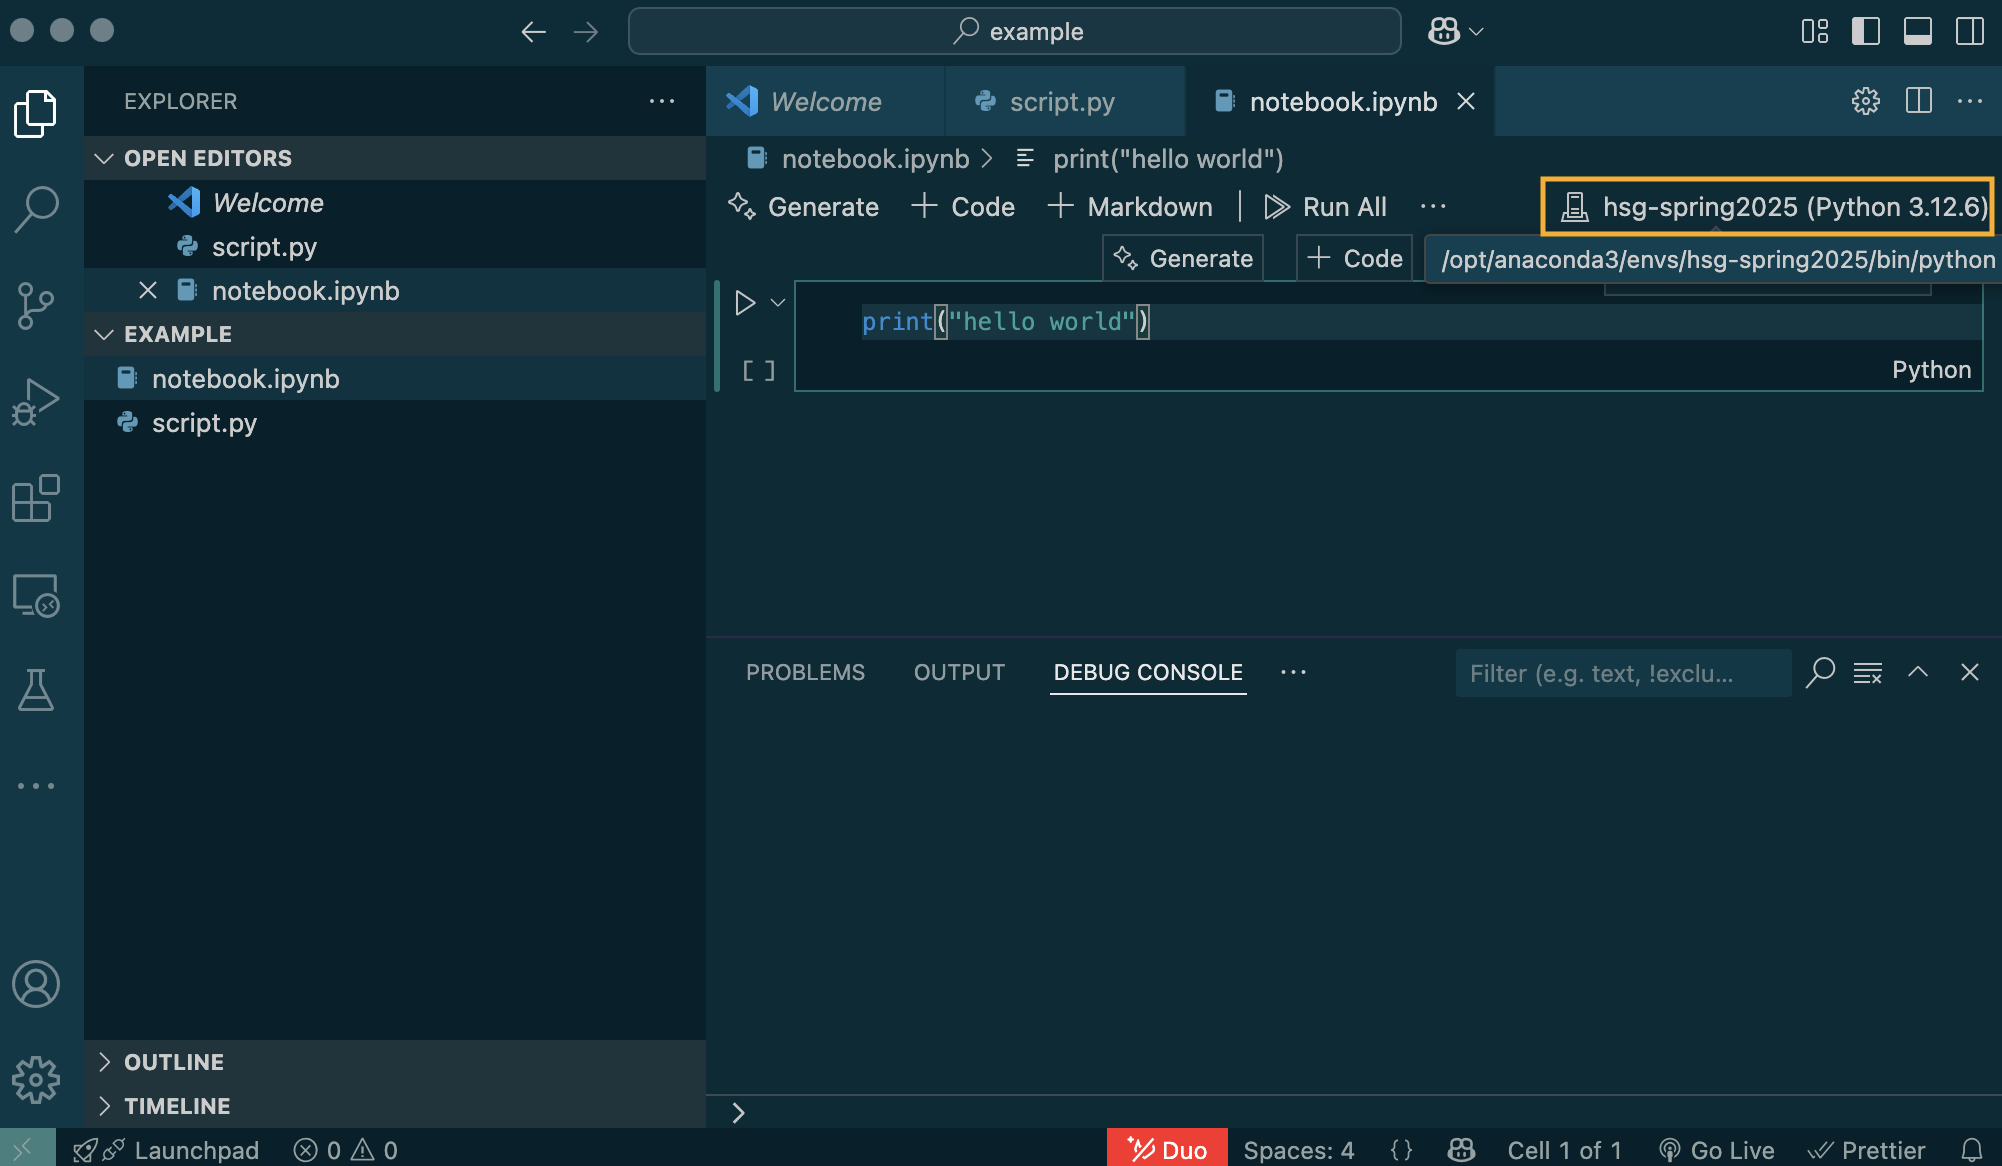 example
EXPLORER
OPEN EDITORS
Welcome
script.py
notebook.ipynb
EXAMPLE
notebook.ipynb
script.py
OUTLINE
TIMELINE
Welcome
script.py
notebook.ipynb
notebook.ipynb > print("hello world")
Generate + Code + Markdown | Run All ... hsg-spring2025 (Python 3.12.6)
Generate + Code /opt/anaconda3/envs/hsg-spring2025/bin/python
print("hello world")
[ ]
Python
PROBLEMS OUTPUT DEBUG CONSOLE ... Filter (e.g. text, !exclu...
>
Launchpad 0 0 Duo Spaces: 4 {} Cell 1 of 1 Go Live Prettier